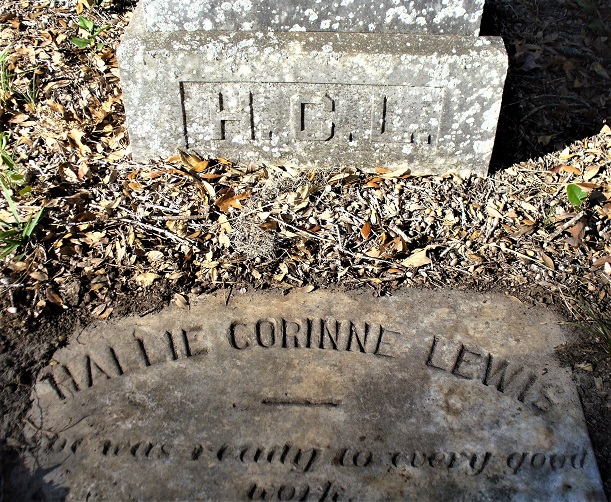 H. C. L.
HALLIE CORINNE LEWIS
was ready to every good
work.